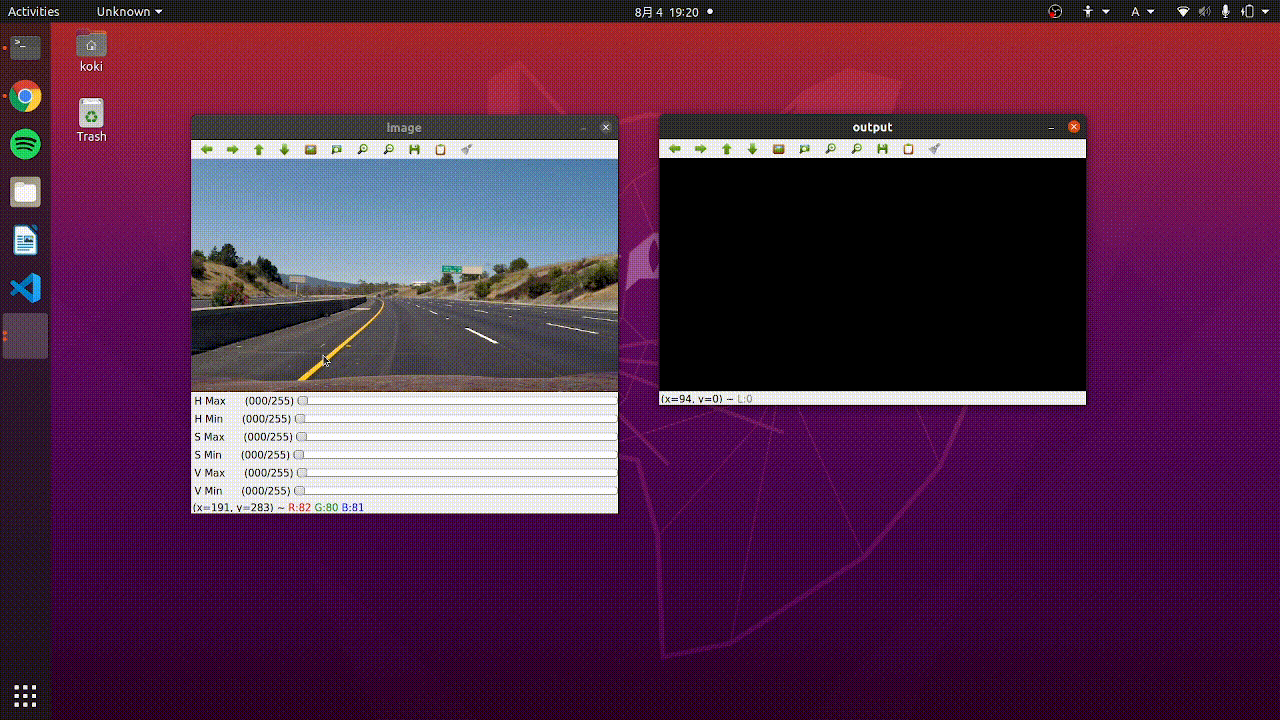 Activities
Unknown
8月 4 19:20
A
koki
Trash
Image
H Max (000/255)
H Min (000/255)
S Max (000/255)
S Min (000/255)
V Max (000/255)
V Min (000/255)
(x=191, y=283) ~ R:82 G:80 B:81
output
(x=94, y=0) ~ L:0